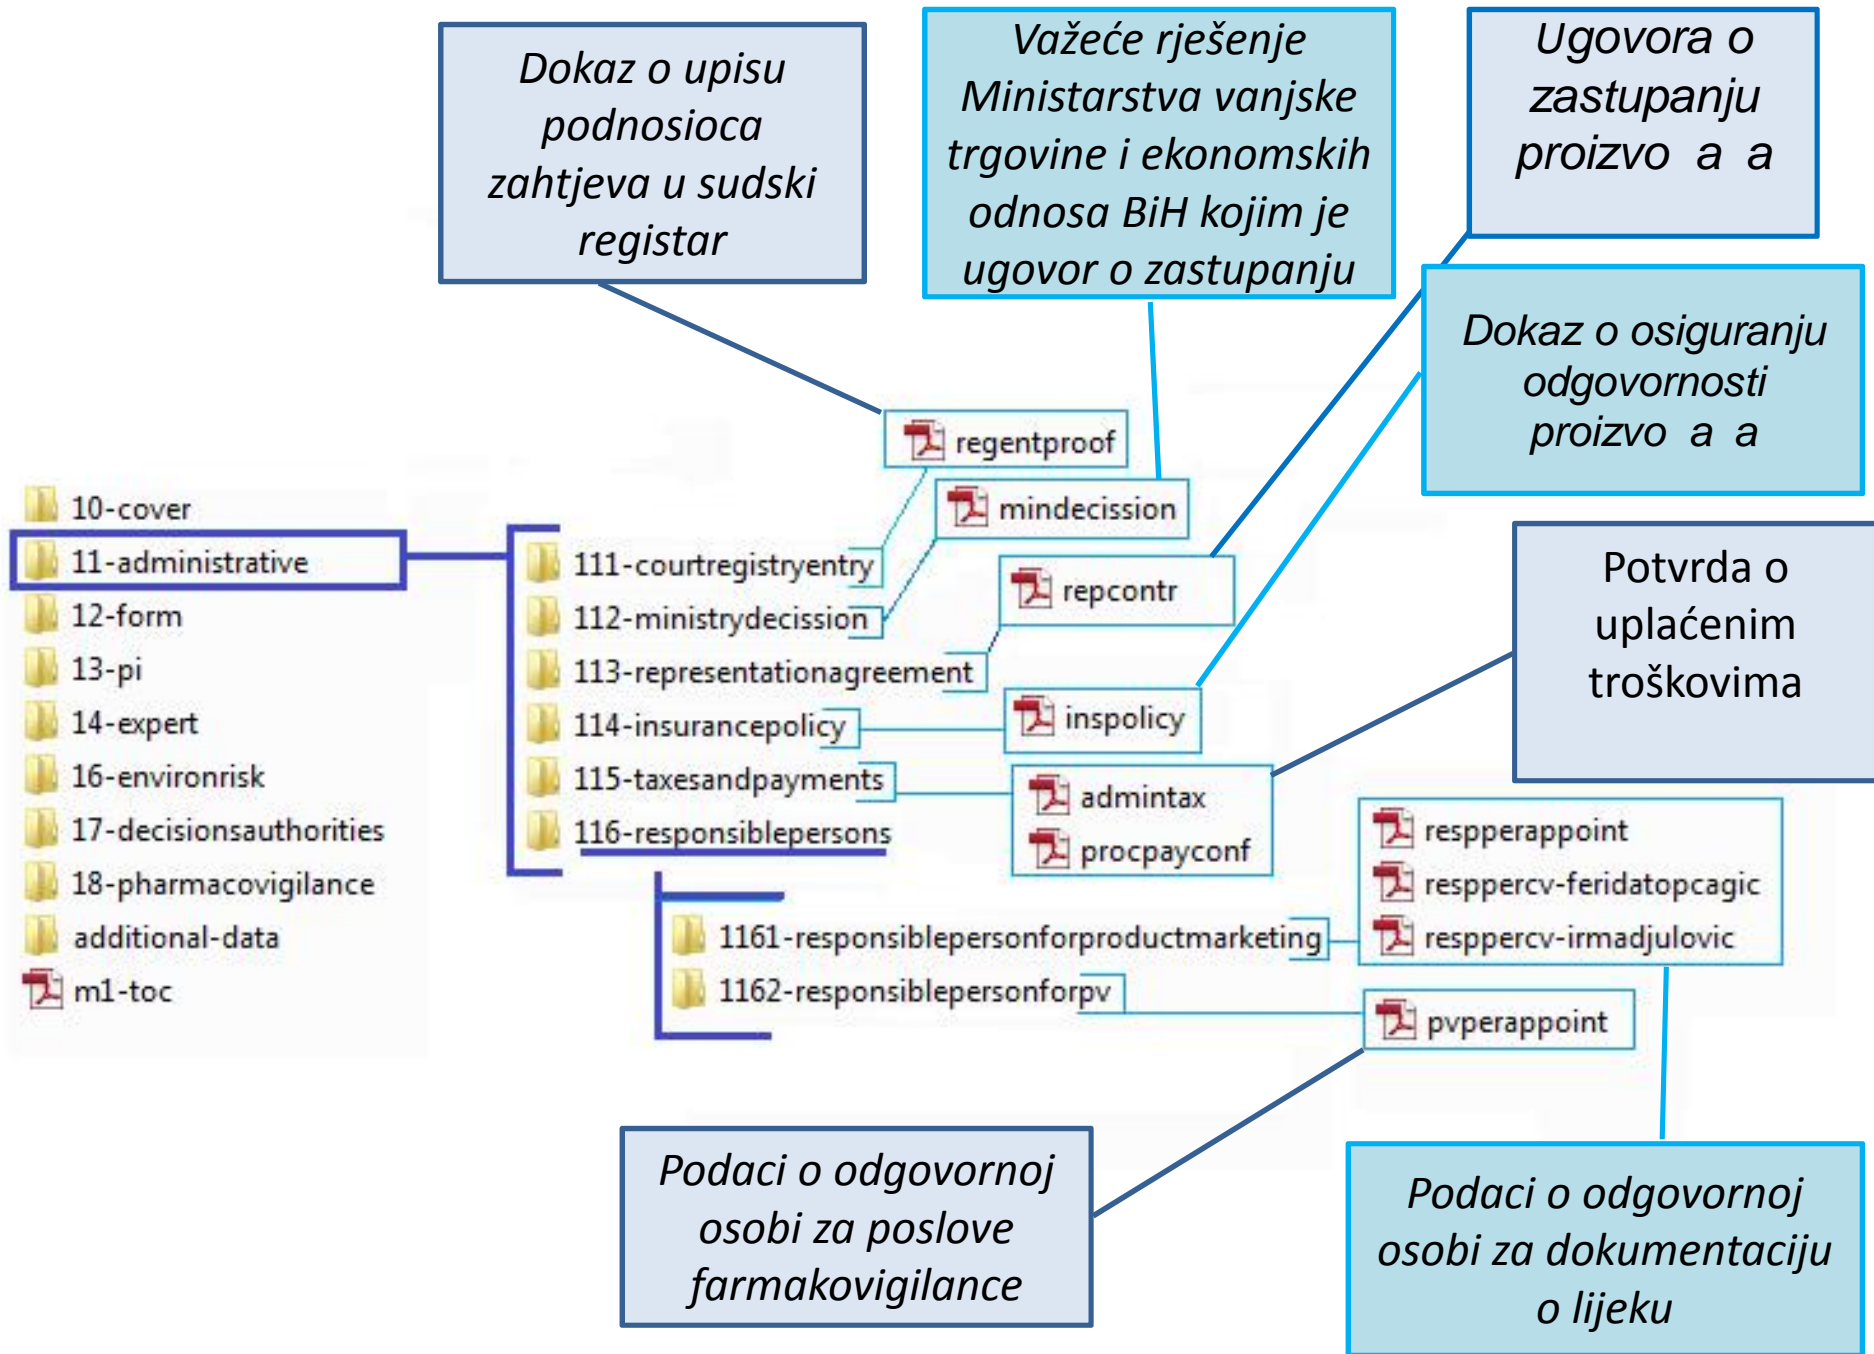 Dokaz o upisu
podnosioca
zahtjeva u sudski
registar
Važeće rješenje
Ministarstva vanjske
trgovine i ekonomskih
odnosa BiH kojim je
ugovor o zastupanju
Ugovora o
zastupanju
proizvo a a
Dokaz o osiguranju
odgovornosti
proizvo a a
Potvrda o
uplaćenim
troškovima
10-cover
11-administrative
12-form
13-pi
14-expert
16-environrisk
17-decisionsauthorities
18-pharmacovigilance
additional-data
m1-toc
111-courtregistryentry
112-ministrydecission
113-representationagreement
114-insurancepolicy
115-taxesandpayments
116-responsiblepersons
regentproof
mindecission
repcontr
inspolicy
admintax
procpayconf
1161-responsiblepersonforproductmarketing
1162-responsiblepersonforpv
respperappoint
resppercv-feridatopcagic
resppercv-irmadjulovic
pvperappoint
Podaci o odgovornoj
osobi za poslove
farmakovigilance
Podaci o odgovornoj
osobi za dokumentaciju
o lijeku